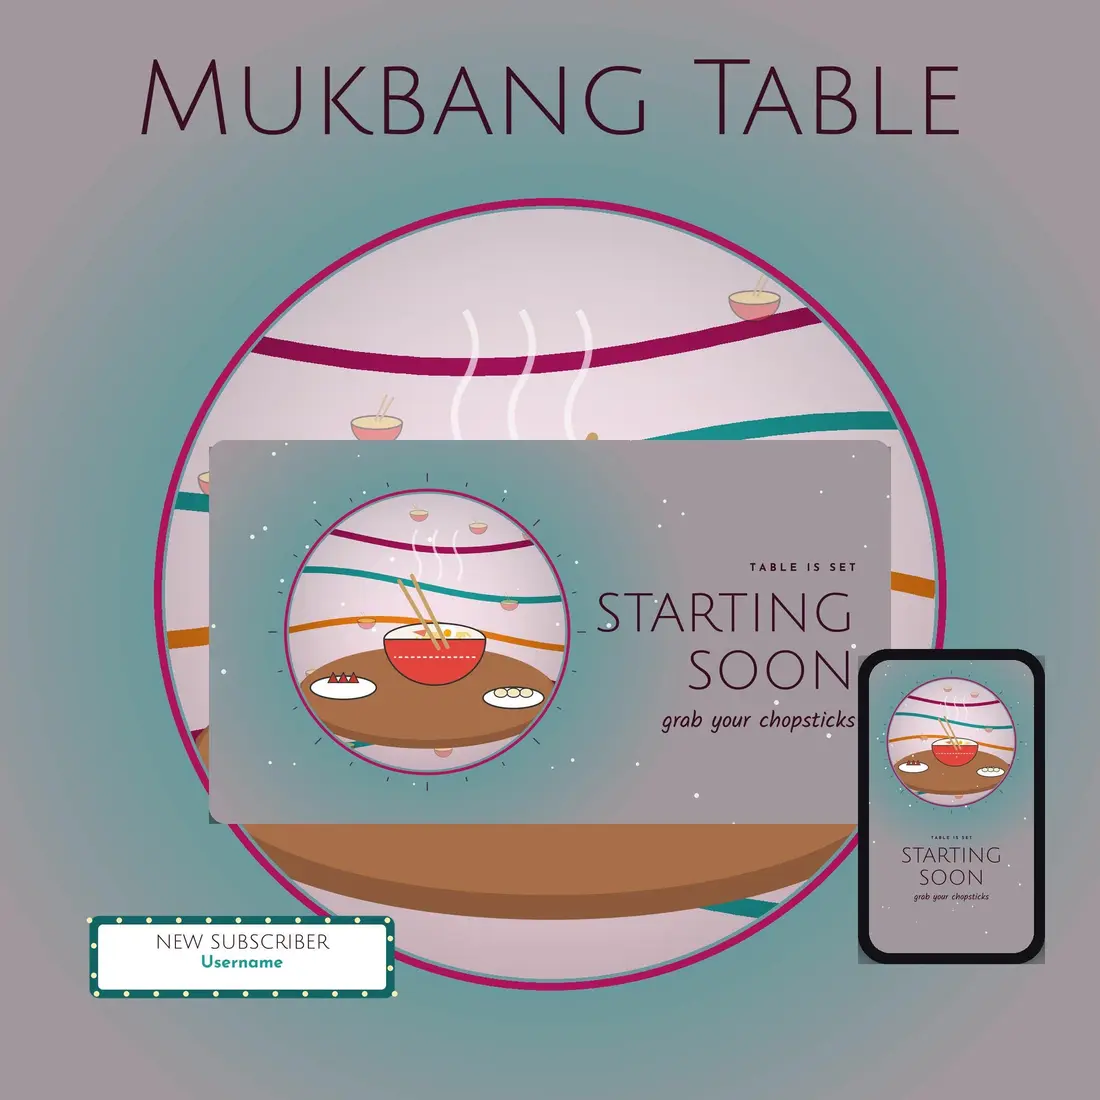 Mukbang Table
TABLE IS SET
STARTING
SOON
grab your chopsticks
TABLE IS SET
STARTING
SOON
grab your chopsticks
NEW SUBSCRIBER
Username